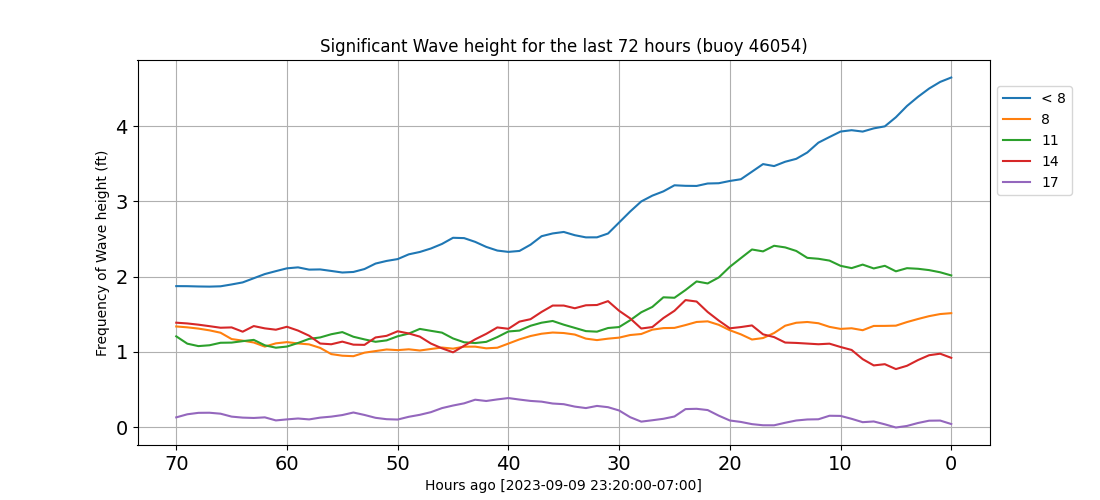 Significant Wave height for the last 72 hours (buoy 46054)
Frequency of Wave height (ft)
4
3
2
1
0
70 60 50 40 30 20 10 0
Hours ago [2023-09-09 23:20:00-07:00]
< 8
8
11
14
17